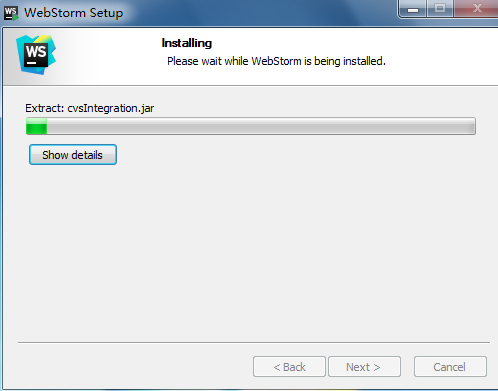 WS WebStorm Setup
WS
Installing
Please wait while WebStorm is being installed.
Extract: cvsIntegration.jar
Show details
< Back
Next >
Cancel